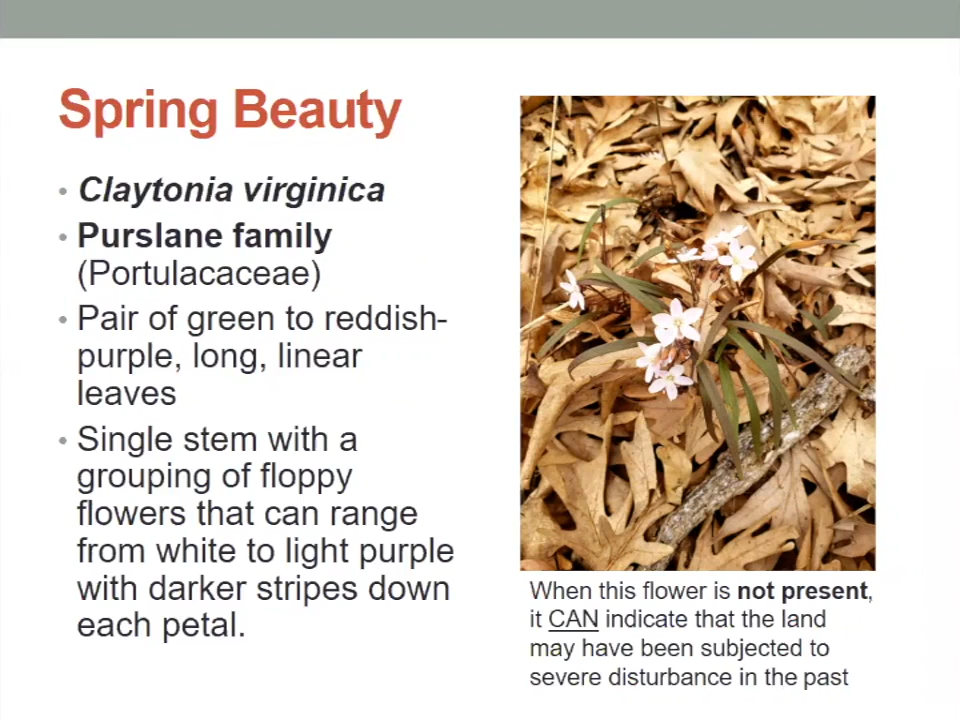 Spring Beauty
• Claytonia virginica
• Purslane family
(Portulacaceae)
• Pair of green to reddish-
purple, long, linear
leaves
• Single stem with a
grouping of floppy
flowers that can range
from white to light purple
with darker stripes down
each petal.
When this flower is not present,
it CAN indicate that the land
may have been subjected to
severe disturbance in the past